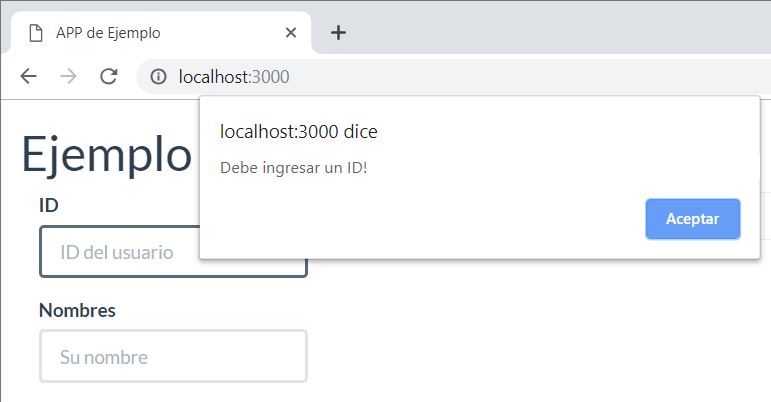 APP de Ejemplo
localhost:3000
localhost:3000 dice
Debe ingresar un ID!
Aceptar
Ejemplo
ID
ID del usuario
Nombres
Su nombre